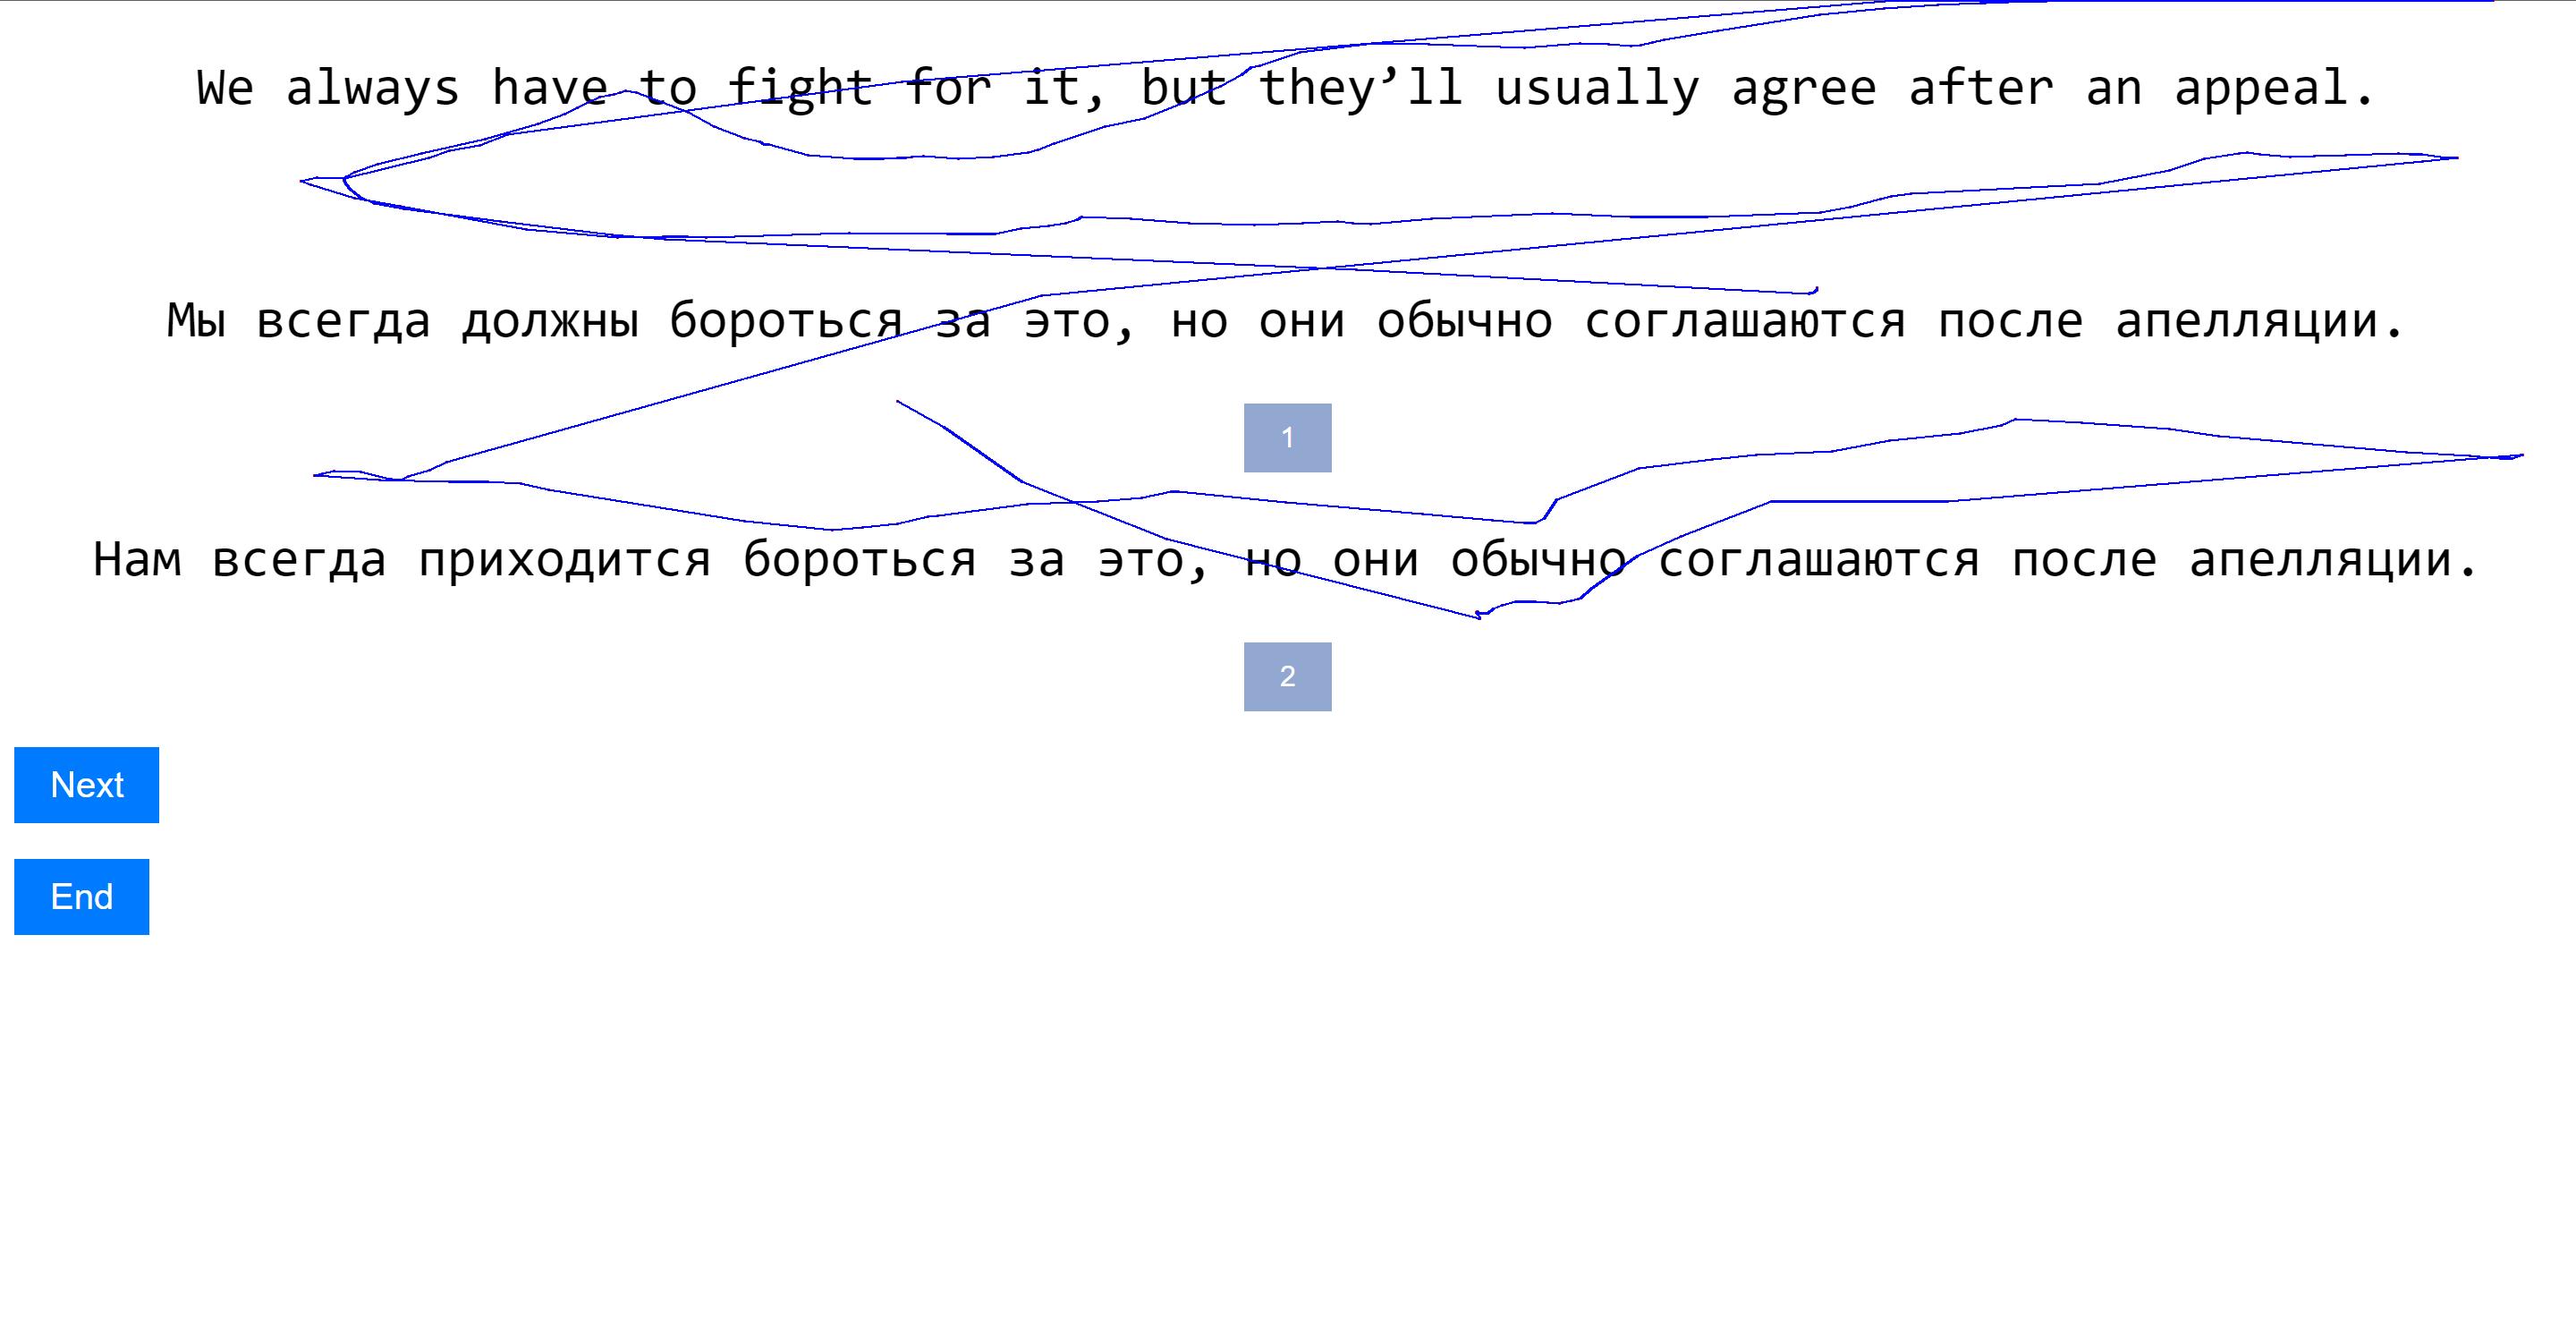 We always have to fight for it, but they’ll usually agree after an appeal.
Мы всегда должны бороться за это, но они обычно соглашаются после апелляции.
1
Нам всегда приходится бороться за это, но они обычно соглашаются после апелляции.
2
Next
End